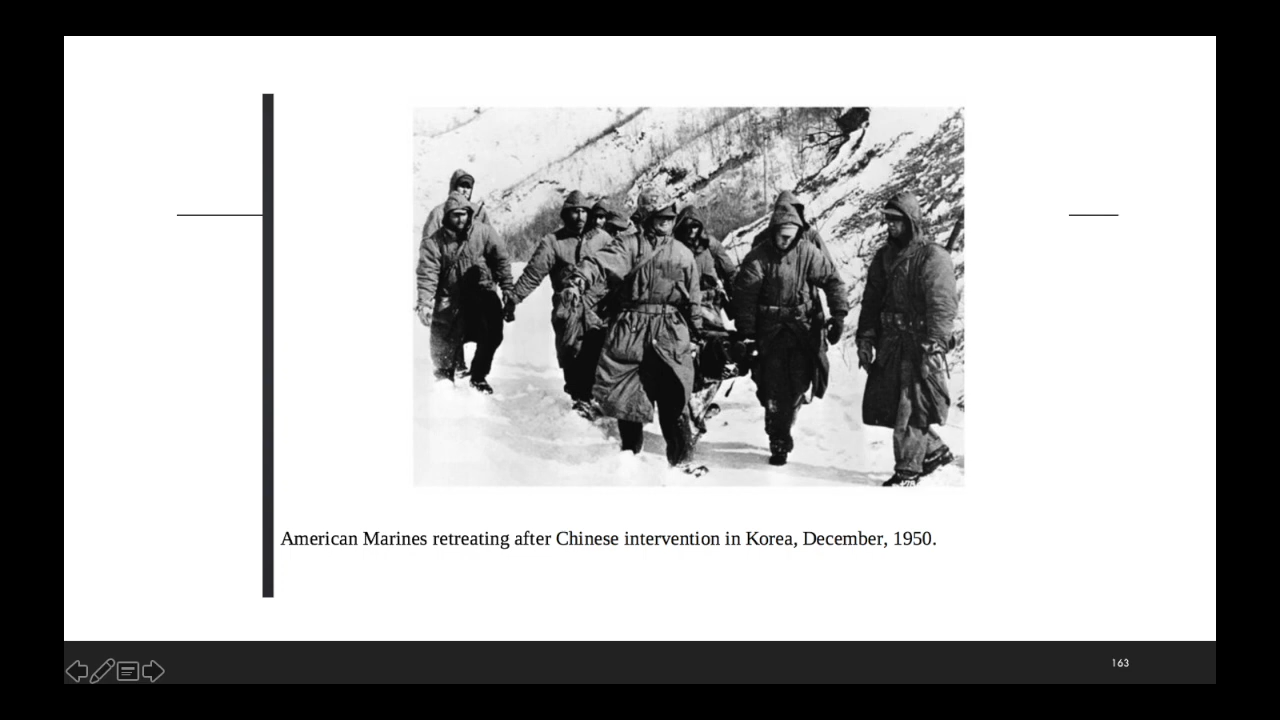 American Marines retreating after Chinese intervention in Korea, December, 1950.
163